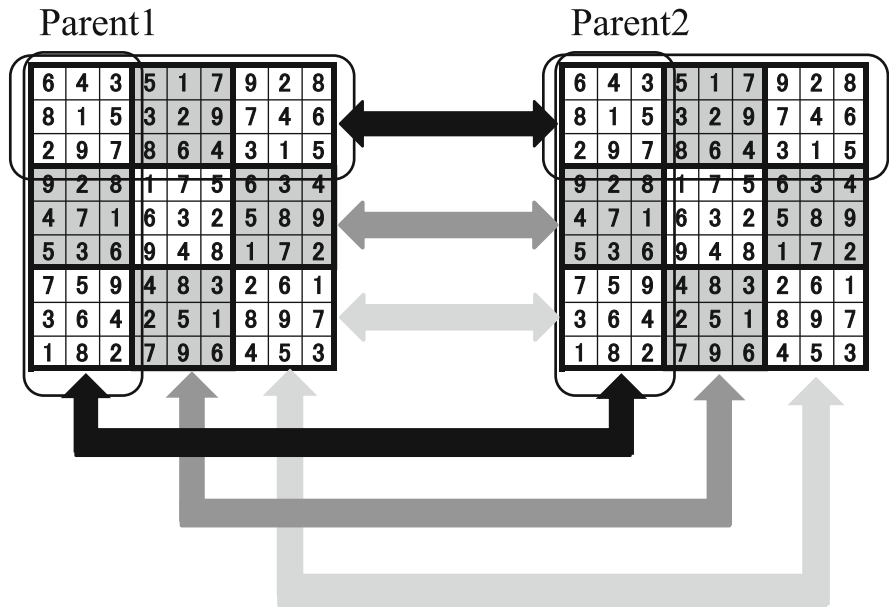 Parent1 Parent2
6 4 3 5 1 7 9 2 8 6 4 3 5 1 7 9 2 8
8 1 5 3 2 9 7 4 6 8 1 5 3 2 9 7 4 6
2 9 7 8 6 4 3 1 5 2 9 7 8 6 4 3 1 5
9 2 8 1 7 5 6 3 4 9 2 8 1 7 5 6 3 4
4 7 1 6 3 2 5 8 9 4 7 1 6 3 2 5 8 9
5 3 6 9 4 8 1 7 2 5 3 6 9 4 8 1 7 2
7 5 9 4 8 3 2 6 1 7 5 9 4 8 3 2 6 1
3 6 4 2 5 1 8 9 7 3 6 4 2 5 1 8 9 7
1 8 2 7 9 6 4 5 3 1 8 2 7 9 6 4 5 3